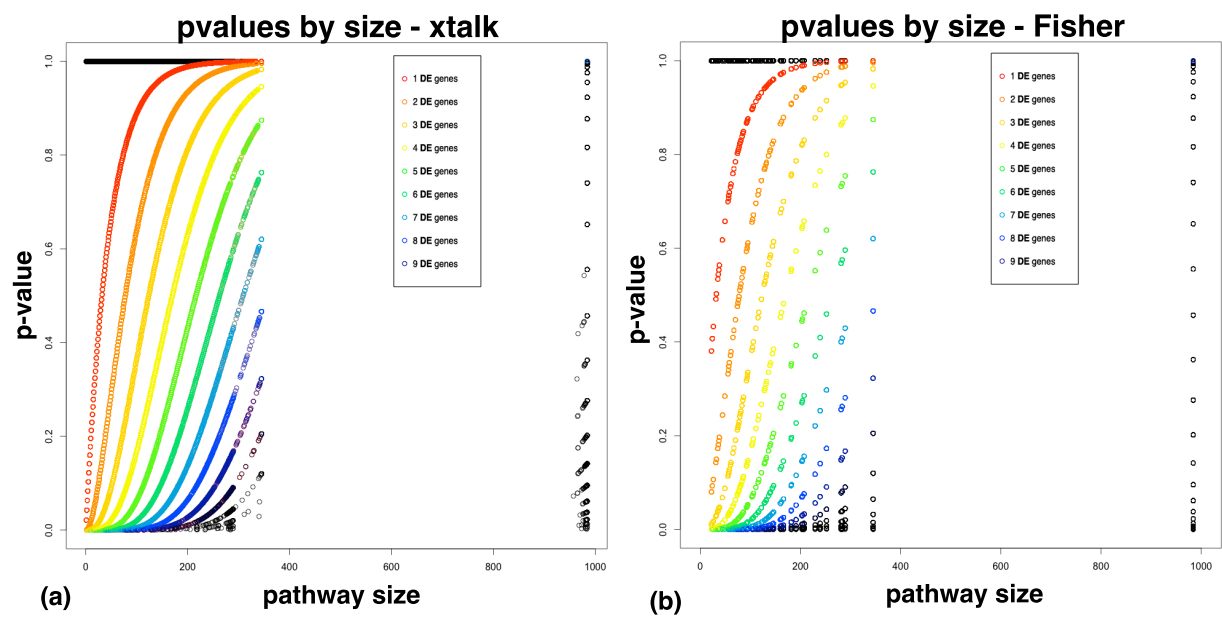 pvalues by size - xtalk
p-value
1.0
0.8
0.6
0.4
0.2
0.0
1 DE genes
2 DE genes
3 DE genes
4 DE genes
5 DE genes
6 DE genes
7 DE genes
8 DE genes
9 DE genes
0 200 400 600 800 1000
(a)
pathway size
pvalues by size - Fisher
p-value
1.0
0.8
0.6
0.4
0.2
0.0
1 DE genes
2 DE genes
3 DE genes
4 DE genes
5 DE genes
6 DE genes
7 DE genes
8 DE genes
9 DE genes
0 200 400 600 800 1000
(b)
pathway size